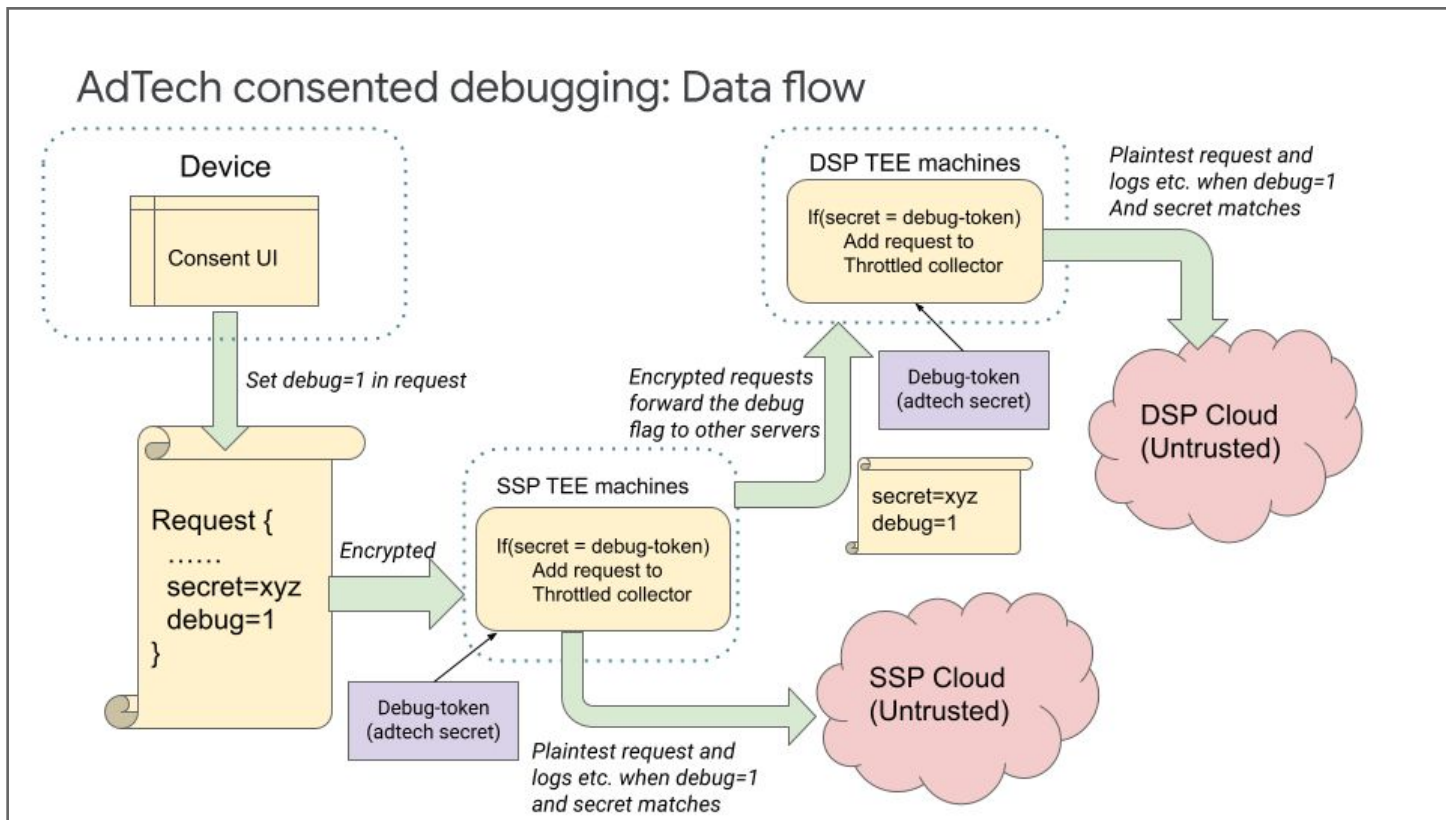 AdTech consented debugging: Data flow
Device
Consent UI
Set debug=1 in request
Request {
......
secret=xyz
debug=1
}
Encrypted
SSP TEE machines
If(secret = debug-token)
Add request to
Throttled collector
Debug-token
(adtech secret)
Plaintest request and
logs etc. when debug=1
and secret matches
SSP Cloud
(Untrusted)
Encrypted requests
forward the debug
flag to other servers
secret=xyz
debug=1
DSP TEE machines
If(secret = debug-token)
Add request to
Throttled collector
Debug-token
(adtech secret)
Plaintest request and
logs etc. when debug=1
And secret matches
DSP Cloud
(Untrusted)